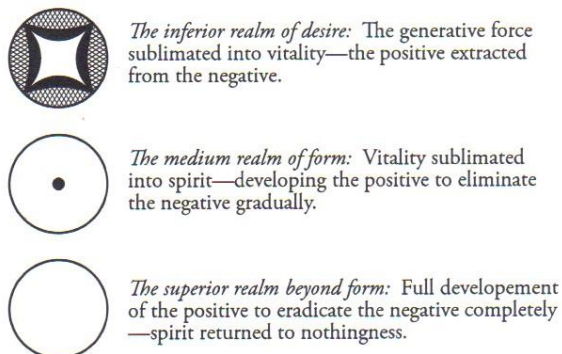 The inferior realm of desire: The generative force
sublimated into vitality—the positive extracted
from the negative.
The medium realm of form: Vitality sublimated
into spirit—developing the positive to eliminate
the negative gradually.
The superior realm beyond form: Full developement
of the positive to eradicate the negative completely
—spirit returned to nothingness.